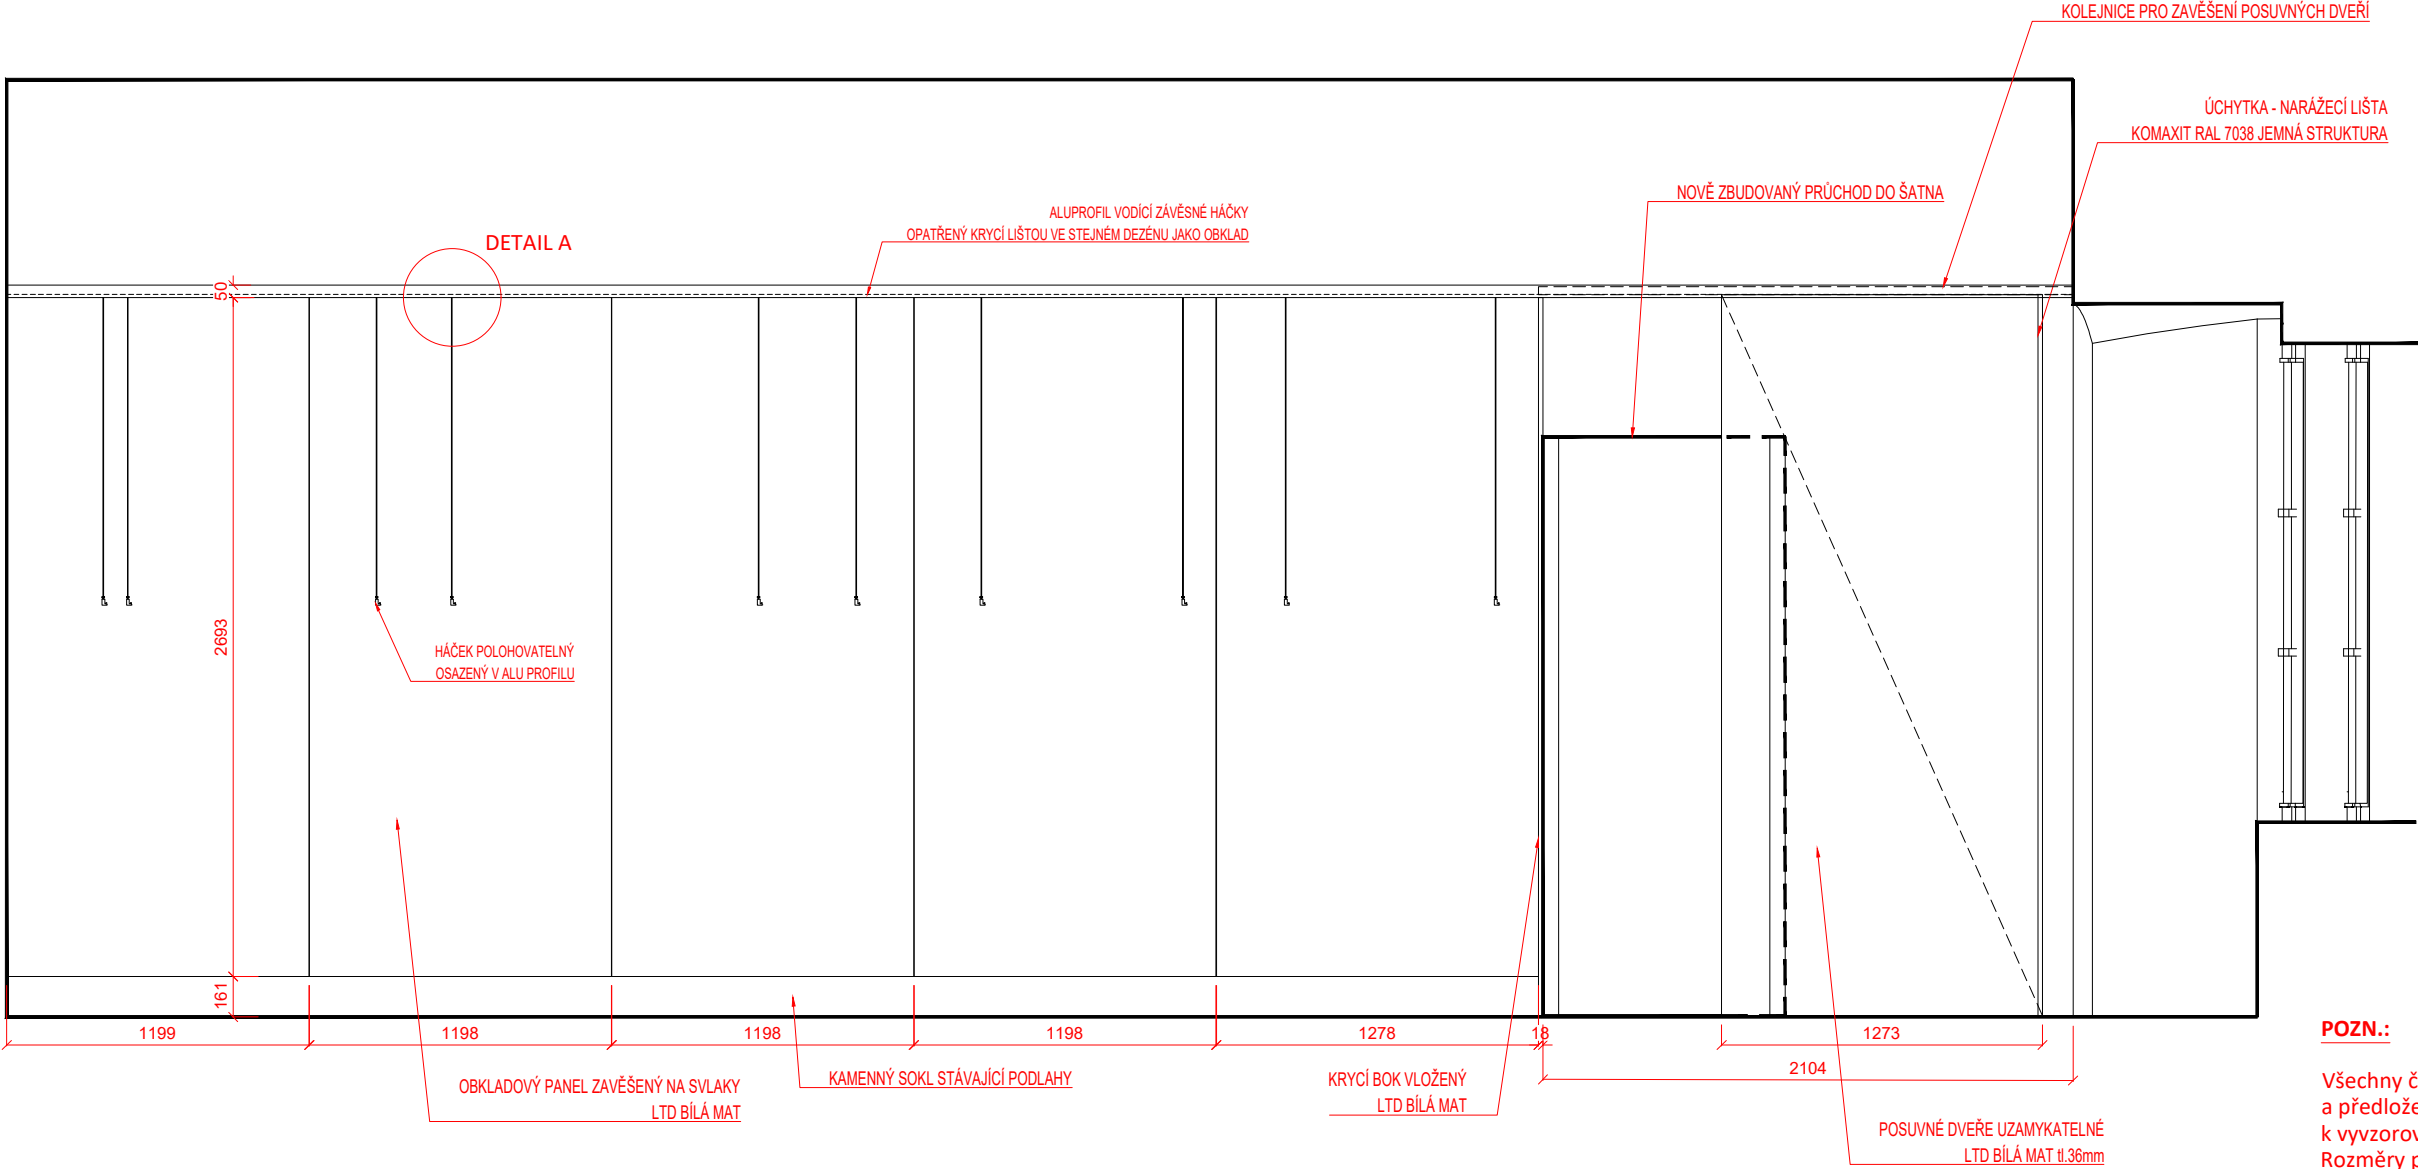 KOLEJNICE PRO ZAVĚŠENÍ POSUVNÝCH DVEŘÍ
ÚCHYTKA - NARÁŽECÍ LIŠTA
KOMAXIT RAL 7038 JEMNÁ STRUKTURA
NOVĚ ZBUDOVANÝ PRŮCHOD DO ŠATNA
ALUPROFIL VODÍCÍ ZÁVĚSNÉ HÁČKY
OPATŘENÝ KRYCÍ LIŠTOU VE STEJNÉM DEZÉNU JAKO OBKLAD
DETAIL A
50
2693
HÁČEK POLOHOVATELNÝ
OSAZENÝ V ALU PROFILU
161
1199
1198
1198
1198
1278
18
1273
2104
OBKLADOVÝ PANEL ZAVĚŠENÝ NA SVLAKY
LTD BÍLÁ MAT
KAMENNÝ SOKL STÁVAJÍCÍ PODLAHY
KRYCÍ BOK VLOŽENÝ
LTD BÍLÁ MAT
POSUVNÉ DVEŘE UZAMYKATELNÉ
LTD BÍLÁ MAT tl.36mm
POZN.:
Všechny č
a předlože
k vyvzorov
Rozměry p